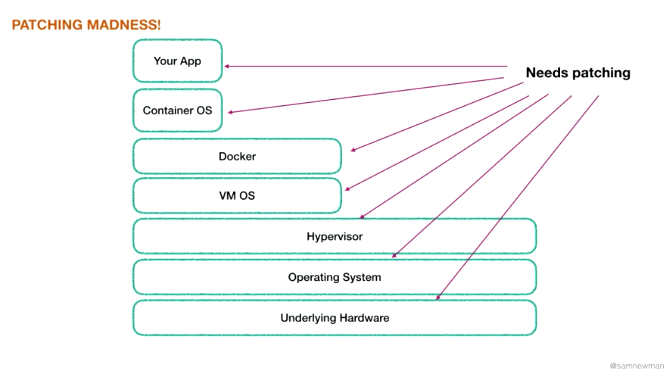 PATCHING MADNESS!
Your App
Needs patching
Container OS
Docker
VM OS
Hypervisor
Operating System
Underlying Hardware
@samnewman